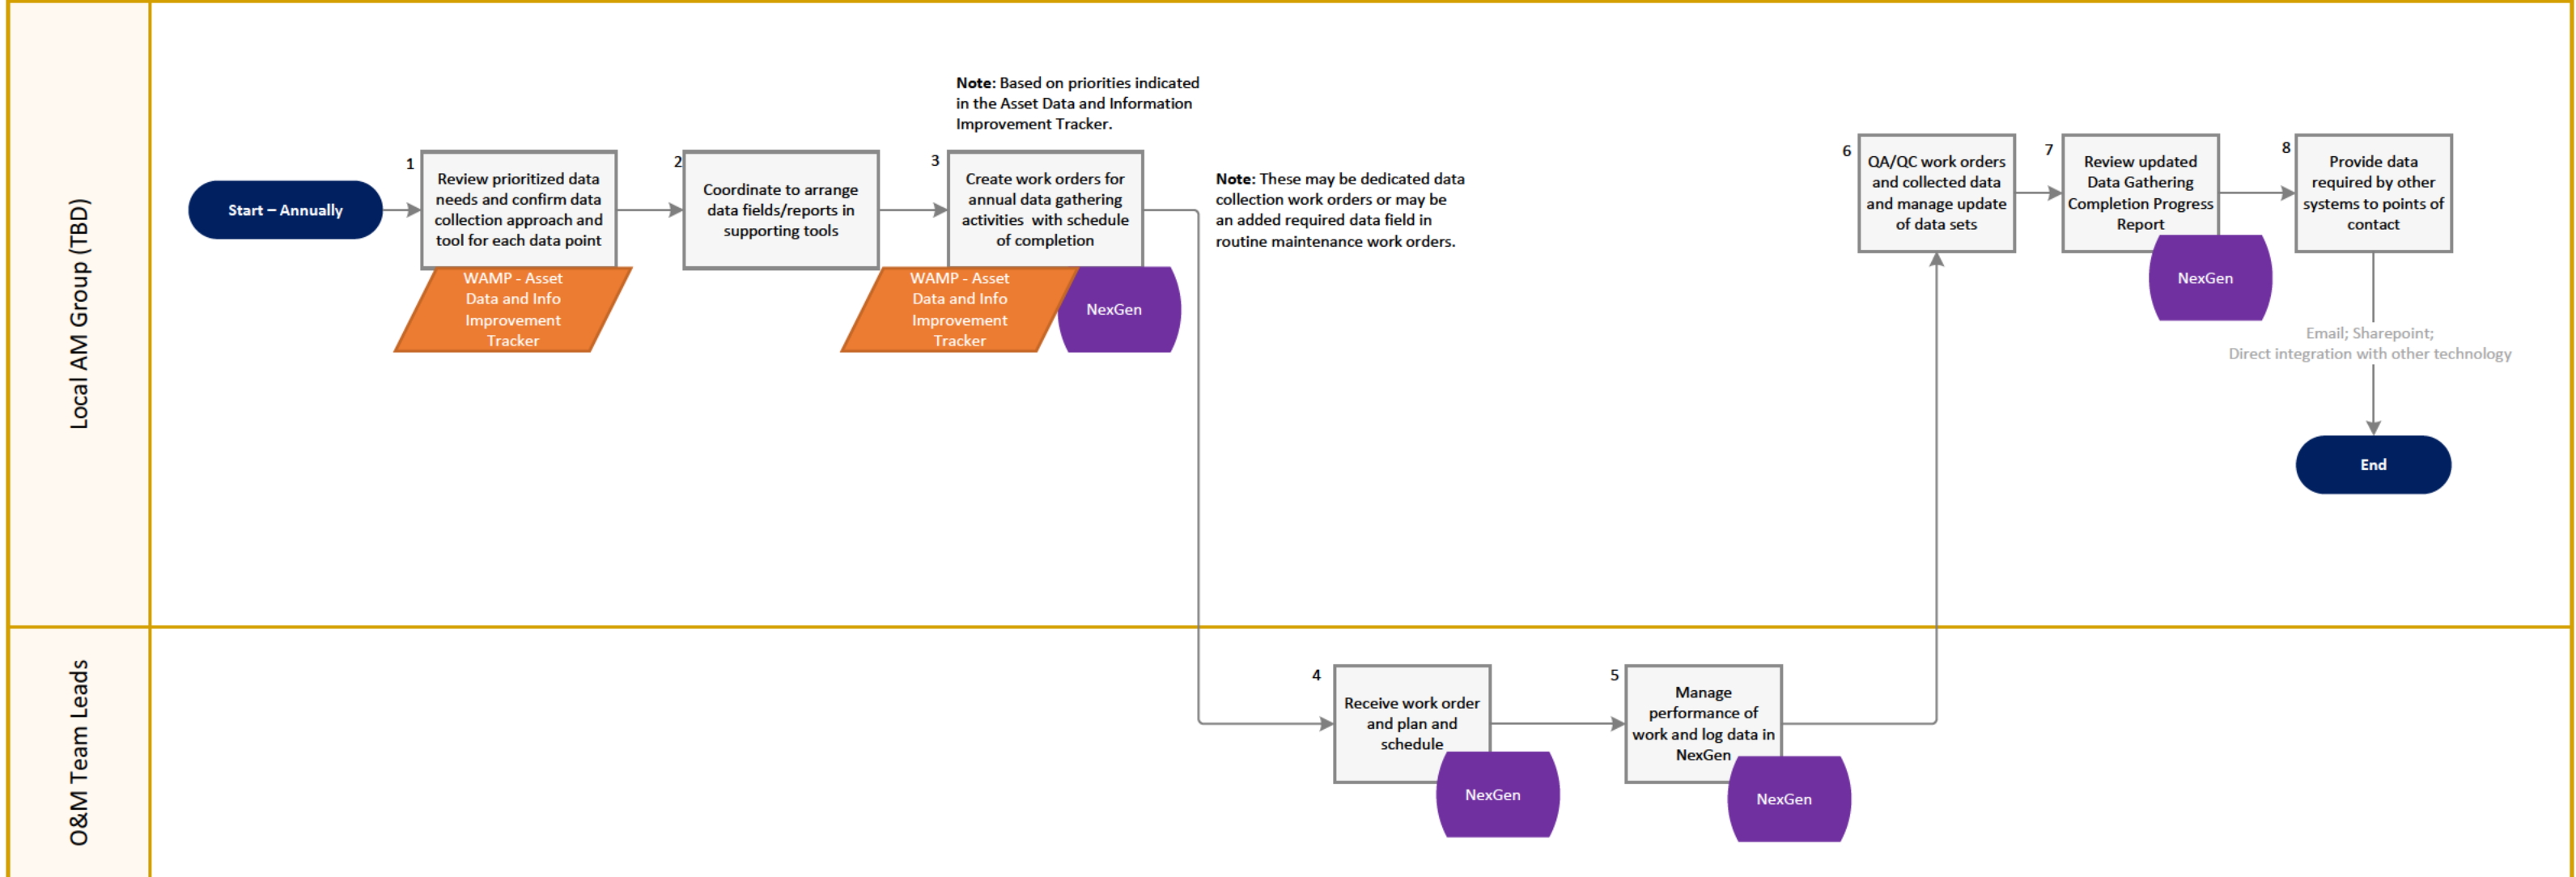 Local AM Group (TBD)
Start – Annually
1
Review prioritized data
needs and confirm data
collection approach and
tool for each data point
WAMP - Asset
Data and Info
Improvement
Tracker
2
Coordinate to arrange
data fields/reports in
supporting tools
Note: Based on priorities indicated
in the Asset Data and Information
Improvement Tracker.
3
Create work orders for
annual data gathering
activities with schedule
of completion
WAMP - Asset
Data and Info
Improvement
Tracker
NexGen
Note: These may be dedicated data
collection work orders or may be
an added required data field in
routine maintenance work orders.
6
QA/QC work orders
and collected data
and manage update
of data sets
7
Review updated
Data Gathering
Completion Progress
Report
NexGen
8
Provide data
required by other
systems to points of
contact
Email; Sharepoint;
Direct integration with other technology
End
O&M Team Leads
4
Receive work order
and plan and
schedule
NexGen
5
Manage
performance of
work and log data in
NexGen
NexGen